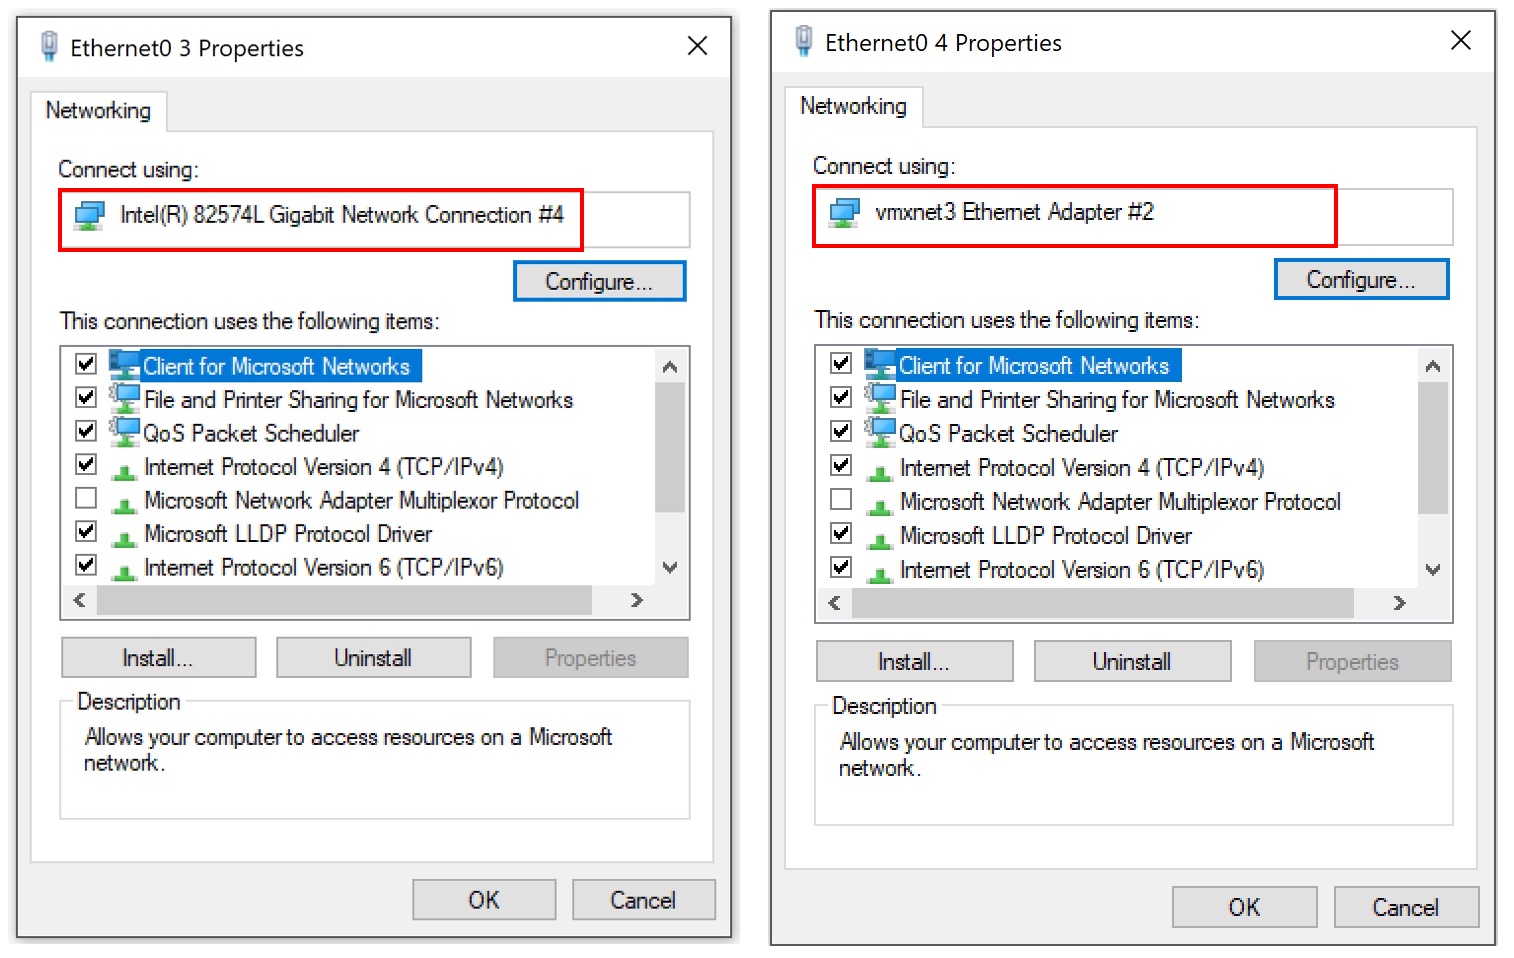 Ethernet0 3 Properties
Networking
Connect using:
Intel(R) 82574L Gigabit Network Connection #4
Configure...
This connection uses the following items:
Client for Microsoft Networks
File and Printer Sharing for Microsoft Networks
QoS Packet Scheduler
Internet Protocol Version 4 (TCP/IPv4)
Microsoft Network Adapter Multiplexor Protocol
Microsoft LLDP Protocol Driver
Internet Protocol Version 6 (TCP/IPv6)
Install...
Uninstall
Properties
Description
Allows your computer to access resources on a Microsoft
network.
OK
Cancel
Ethernet0 4 Properties
Networking
Connect using:
vmxnet3 Ethernet Adapter #2
Configure...
This connection uses the following items:
Client for Microsoft Networks
File and Printer Sharing for Microsoft Networks
QoS Packet Scheduler
Internet Protocol Version 4 (TCP/IPv4)
Microsoft Network Adapter Multiplexor Protocol
Microsoft LLDP Protocol Driver
Internet Protocol Version 6 (TCP/IPv6)
Install...
Uninstall
Properties
Description
Allows your computer to access resources on a Microsoft
network.
OK
Cancel